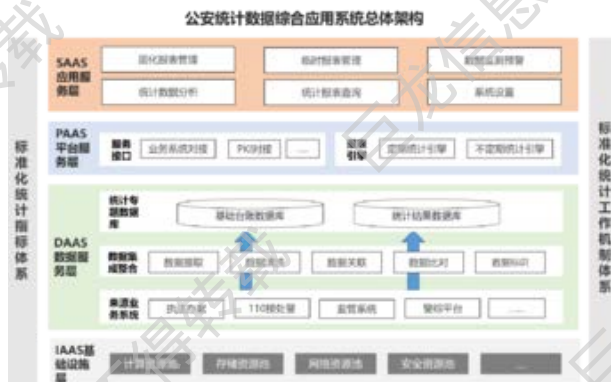 公安统计数据综合应用系统总体架构
标准化统计指标体系
SAAS
应用服
务层
固化报表管理 临时报表管理 数据监测预警
统计数据分析 统计报表查询 系统设置
PAAS
平台服
务层
服务
接口
业务系统对接 PKI对接 ......
引擎
定期统计引擎 不定期统计引擎
DAAS
数据服
务层
统计专
题数据
库
基础台账数据库 统计结果数据库
数据集
成整合
数据抽取 数据清洗 数据关联 数据比对 数据标识
来源业
务系统
执法办案 110接处警 监管系统 警综平台 ......
IAAS基
础设施
层
计算资源池 存储资源池 网络资源池 安全资源池 ...
标准化统计工作机制体系
巨龙信息
不得转载